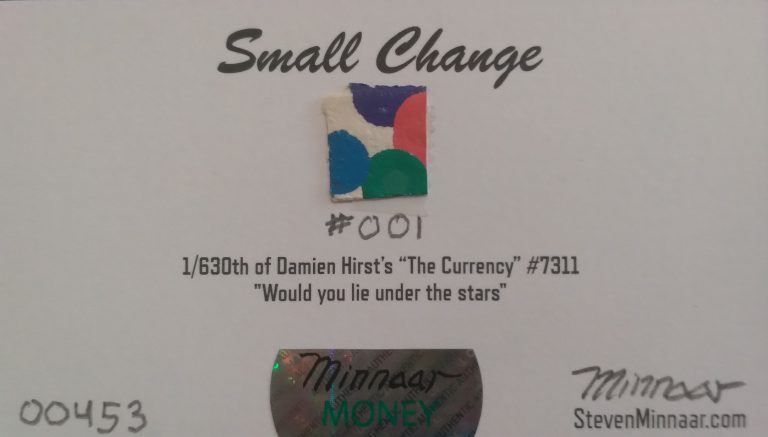 Small Change
#001
1/630th of Damien Hirst's “The Currency” #7311
"Would you lie under the stars"
Minnaar
MONEY
00453
Minnaar
StevenMinnaar.com